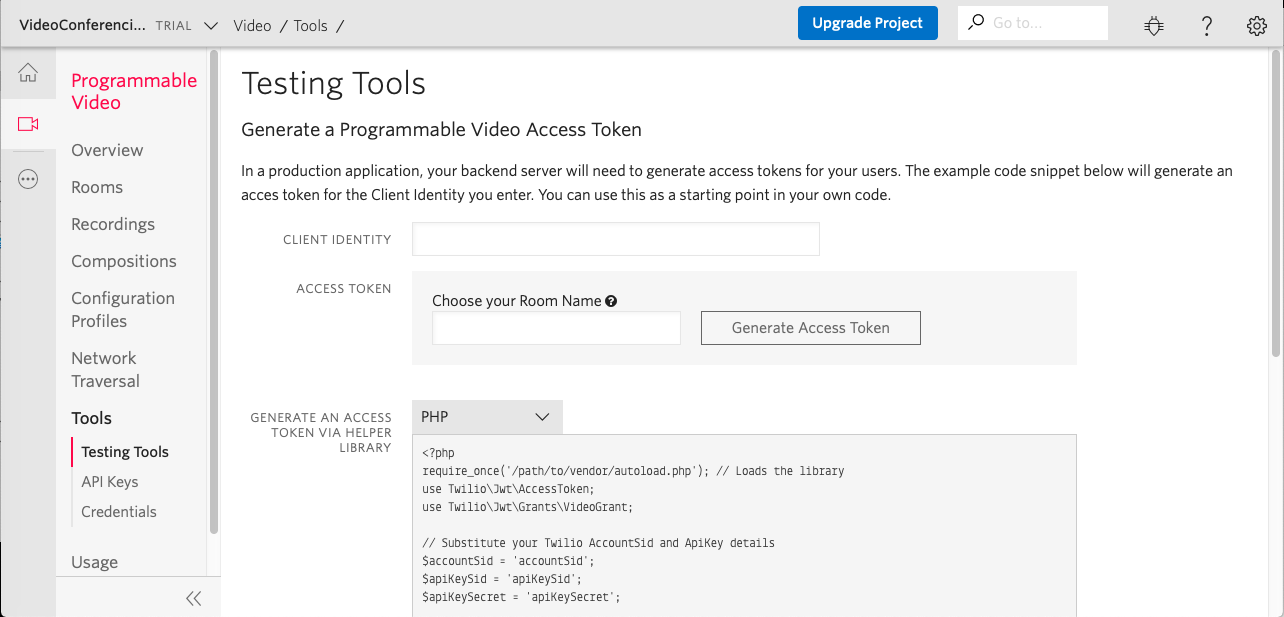 VideoConferenci... TRIAL Video / Tools /
Upgrade Project
Go to...
Programmable
Video
Overview
Rooms
Recordings
Compositions
Configuration
Profiles
Network
Traversal
Tools
Testing Tools
API Keys
Credentials
Usage
Testing Tools
Generate a Programmable Video Access Token
In a production application, your backend server will need to generate access tokens for your users. The example code snippet below will generate an
acces token for the Client Identity you enter. You can use this as a starting point in your own code.
CLIENT IDENTITY
ACCESS TOKEN
Choose your Room Name
Generate Access Token
GENERATE AN ACCESS
TOKEN VIA HELPER
LIBRARY
PHP
<?php
require_once('/path/to/vendor/autoload.php'); // Loads the library
use Twilio\Jwt\AccessToken;
use Twilio\Jwt\Grants\VideoGrant;
// Substitute your Twilio AccountSid and ApiKey details
$accountSid = 'accountSid';
$apiKeySid = 'apiKeySid';
$apiKeySecret = 'apiKeySecret';